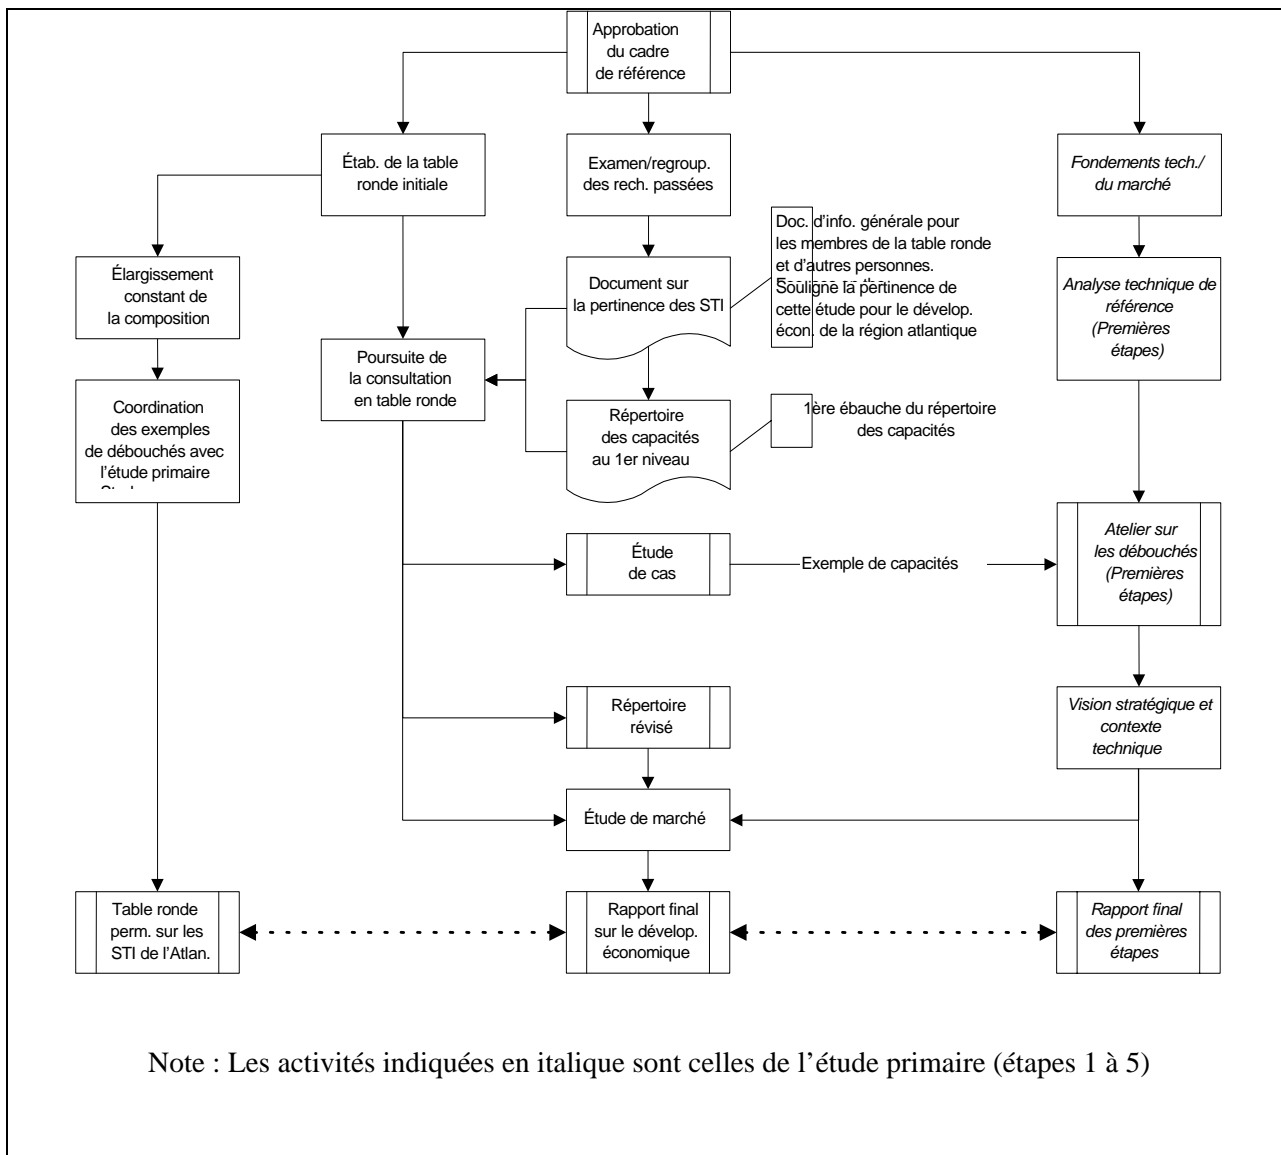 Approbation
du cadre
de référence
Étab. de la table
ronde initiale
Examen/regroup.
des rech. passées
Fondements tech./
du marché
Doc. d'info. générale pour
les membres de la table ronde
et d'autres personnes.
Souligne la pertinence de
cette étude pour le dévelop.
écon. de la région atlantique
Élargissement
constant de
la composition
Document sur
la pertinence des STI
Analyse technique de
référence
(Premières
étapes)
Poursuite de
la consultation
en table ronde
Coordination
des exemples
de débouchés avec
l'étude primaire
Répertoire
des capacités
au 1er niveau
1ère ébauche du répertoire
des capacités
Étude
de cas
Exemple de capacités
Atelier sur
les débouchés
(Premières
étapes)
Répertoire
révisé
Vision stratégique et
contexte
technique
Étude de marché
Table ronde
perm. sur les
STI de l'Atlan.
Rapport final
sur le dévelop.
économique
Rapport final
des premières
étapes
Note : Les activités indiquées en italique sont celles de l'étude primaire (étapes 1 à 5)